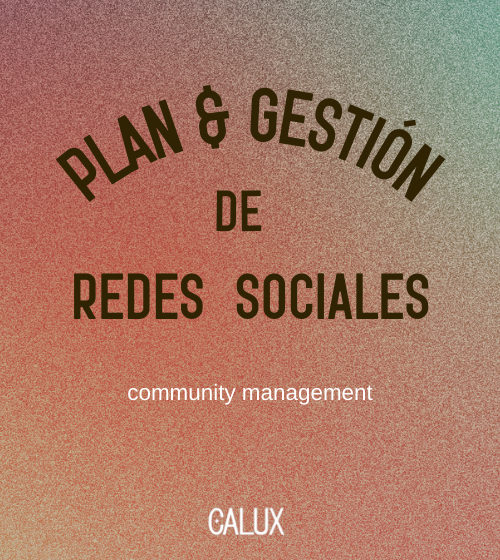 PLAN & GESTIÓN
DE
REDES SOCIALES
community management
CALUX